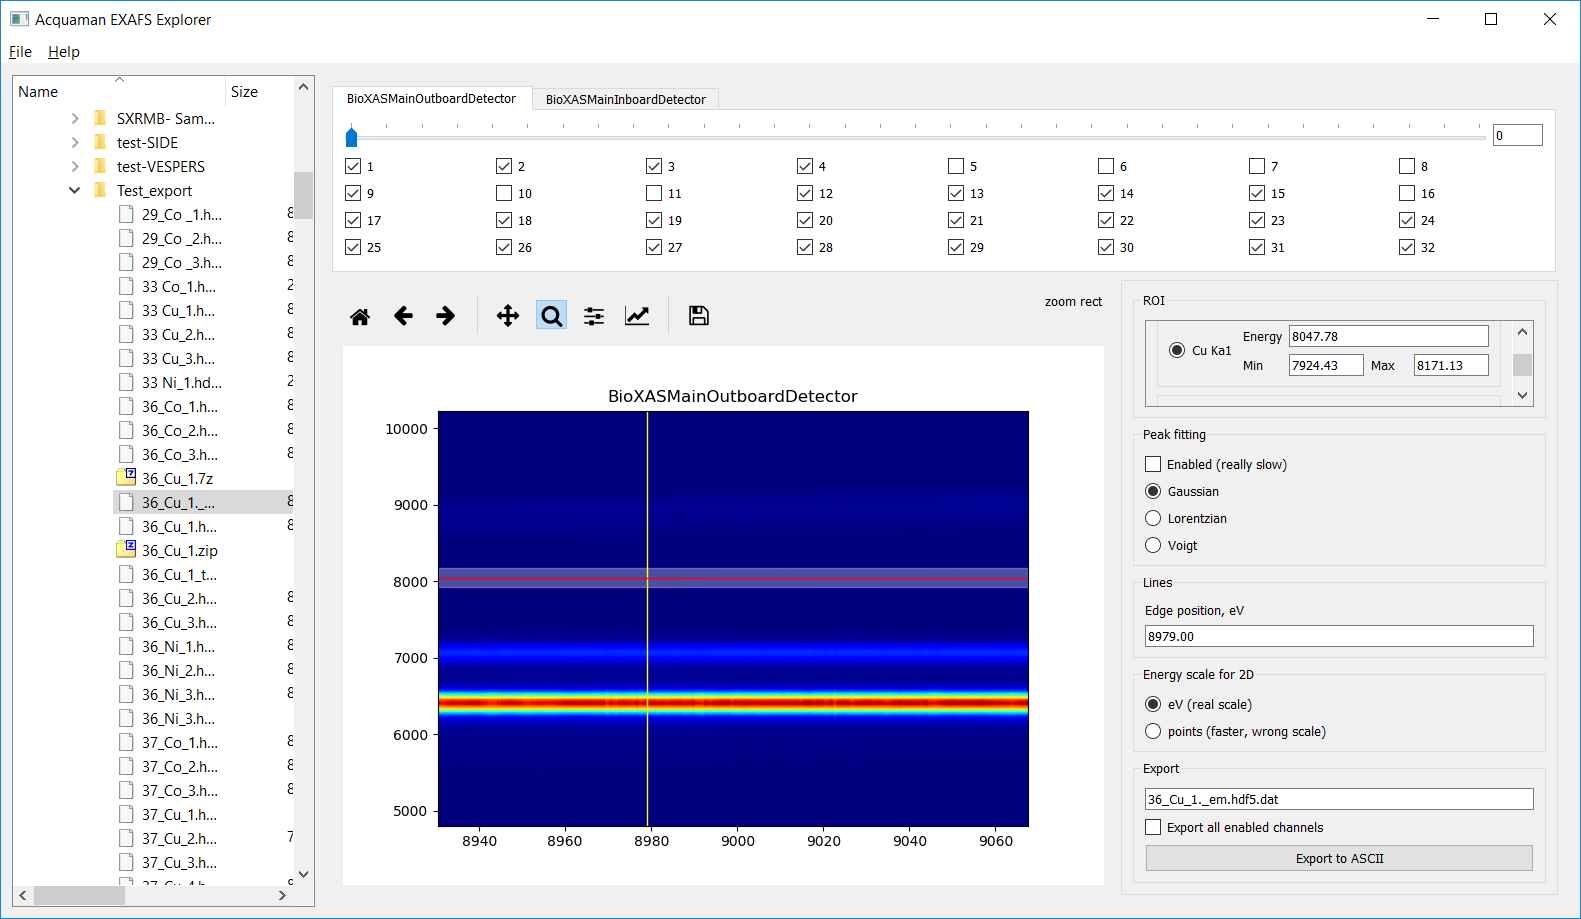 Acquaman EXAFS Explorer
File Help
Name Size
SXRMB- Sam...
test-SIDE
test-VESPERS
Test_export
29_Co _1.h... 8
29_Co _2.h... 8
29_Co _3.h... 8
33 Co_1.h... 2
33 Cu_1.h... 8
33 Cu_2.h... 8
33 Cu_3.h... 8
33 Ni_1.hd... 2
36_Co_1.h... 8
36_Co_2.h... 8
36_Co_3.h... 8
36_Cu_1.7z
36_Cu_1._... 8
36_Cu_1.h... 8
36_Cu_1.zip
36_Cu_1_t...
36_Cu_2.h... 8
36_Cu_3.h... 8
36_Ni_1.h... 8
36_Ni_2.h... 8
36_Ni_3.h... 8
36_Ni_3.h...
37_Co_1.h... 8
37_Co_2.h... 8
37_Co_3.h... 8
37_Cu_1.h...
37_Cu_2.h... 7
37_Cu_3.h...
BioXASMainOutboardDetector BioXASMainInboardDetector
0
1 2 3 4 5 6 7 8
9 10 11 12 13 14 15 16
17 18 19 20 21 22 23 24
25 26 27 28 29 30 31 32
zoom rect
BioXASMainOutboardDetector
10000
9000
8000
7000
6000
5000
8940 8960 8980 9000 9020 9040 9060
ROI
Cu Ka1
Energy 8047.78
Min 7924.43 Max 8171.13
Peak fitting
Enabled (really slow)
Gaussian
Lorentzian
Voigt
Lines
Edge position, eV
8979.00
Energy scale for 2D
eV (real scale)
points (faster, wrong scale)
Export
36_Cu_1._em.hdf5.dat
Export all enabled channels
Export to ASCII